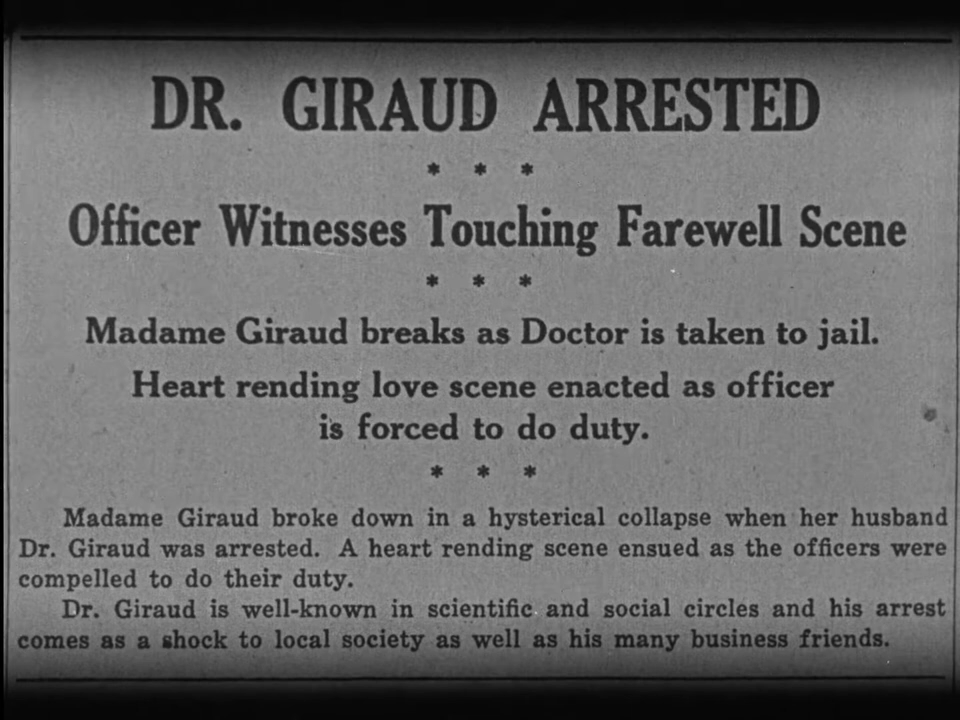 DR. GIRAUD ARRESTED
* * *
Officer Witnesses Touching Farewell Scene
* * *
Madame Giraud breaks as Doctor is taken to jail.
Heart rending love scene enacted as officer
is forced to do duty.
* * *
Madame Giraud broke down in a hysterical collapse when her husband
Dr. Giraud was arrested. A heart rending scene ensued as the officers were
compelled to do their duty.
Dr. Giraud is well-known in scientific and social circles and his arrest
comes as a shock to local society as well as his many business friends.